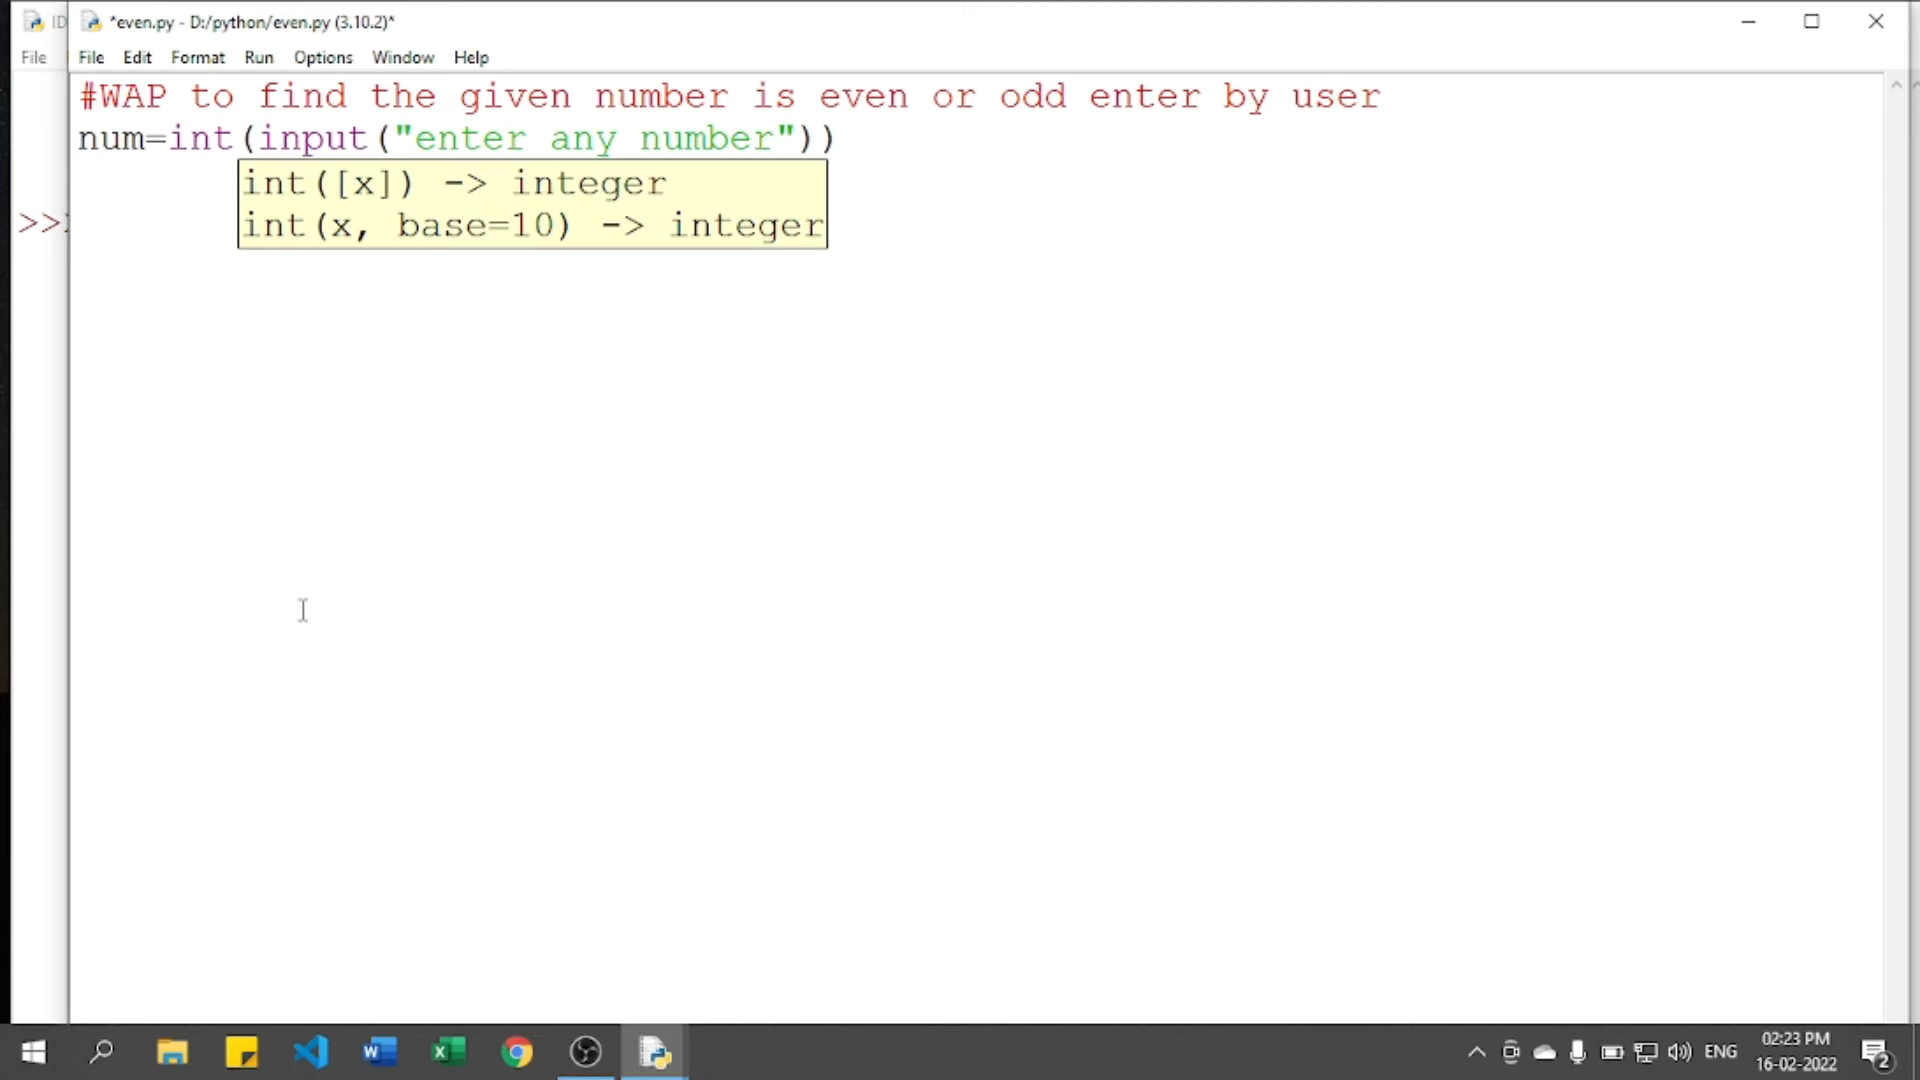 ID
*even.py - D:/python/even.py (3.10.2)*
File
File Edit Format Run Options Window Help
#WAP to find the given number is even or odd enter by user
num=int(input("enter any number"))
int([x]) -> integer
>>
int(x, base=10) -> integer
ENG
02:23 PM
16-02-2022
2